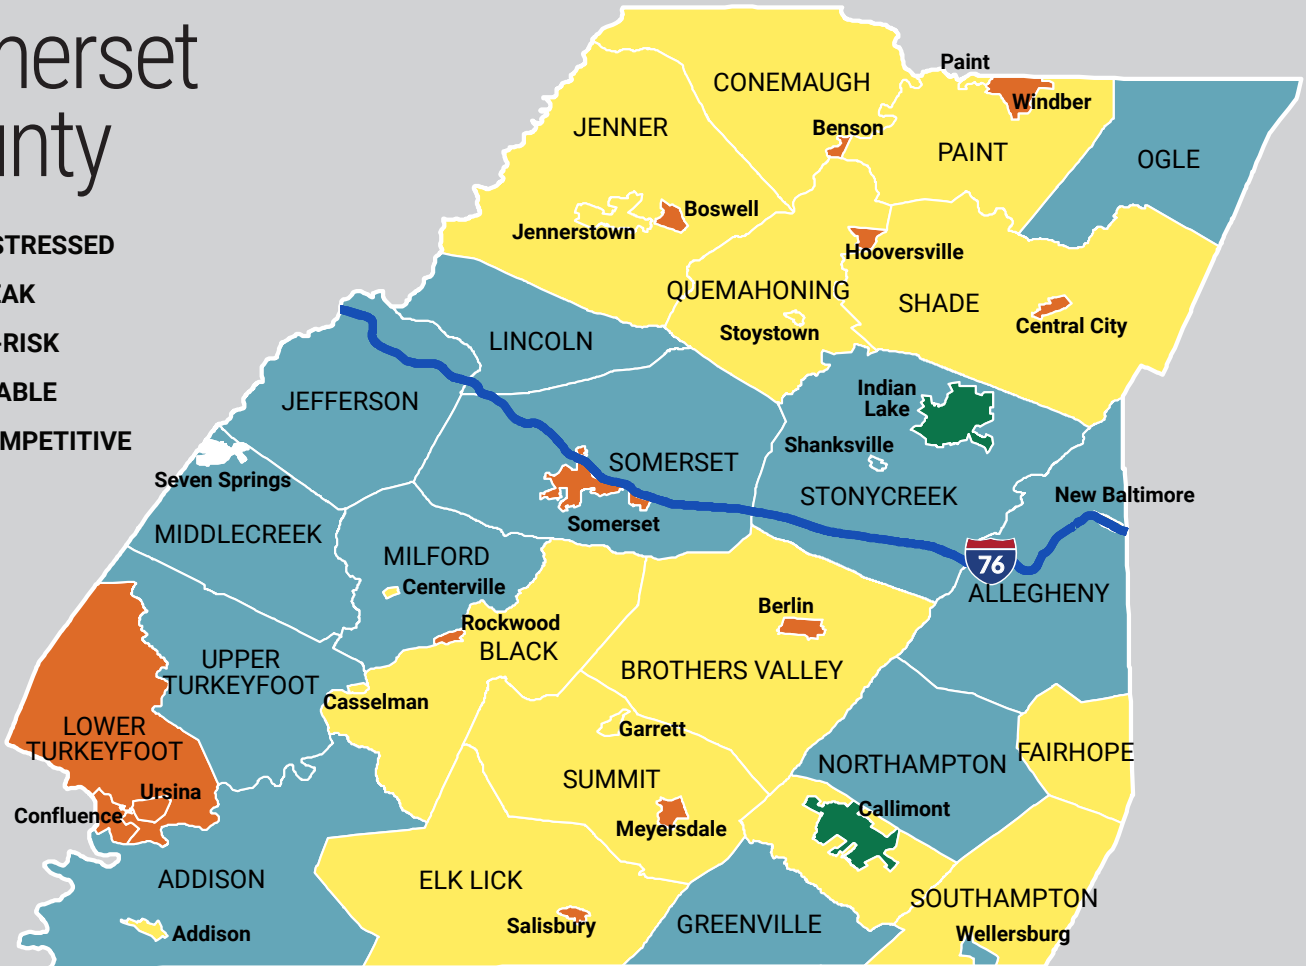 merset
unty
STRESSED
EAK
-RISK
ABLE
MPETITIVE
Paint
CONEMAUGH
Windber
JENNER
Benson
PAINT
OGLE
Boswell
Jennerstown
Hooversville
QUEMAHONING
SHADE
Stoystown
Central City
LINCOLN
Indian
Lake
JEFFERSON
Shanksville
SOMERSET
Seven Springs
STONYCREEK
New Baltimore
Somerset
MIDDLECREEK
MILFORD
76
Centerville
ALLEGHENY
Berlin
Rockwood
BLACK
UPPER
TURKEYFOOT
BROTHERS VALLEY
Casselman
LOWER
TURKEYFOOT
Garrett
FAIRHOPE
NORTHAMPTON
SUMMIT
Ursina
Confluence
Callimont
Meyersdale
ADDISON
ELK LICK
SOUTHAMPTON
Salisbury
GREENVILLE
Addison
Wellersburg